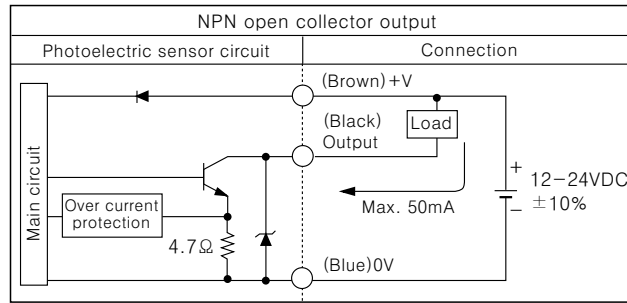 NPN open collector output
Photoelectric sensor circuit
Connection
(Brown)+V
(Black)
Output
Load
Main circuit
Over current
protection
4.7Ω
Max. 50mA
+
−
12−24VDC
±10%
(Blue)0V